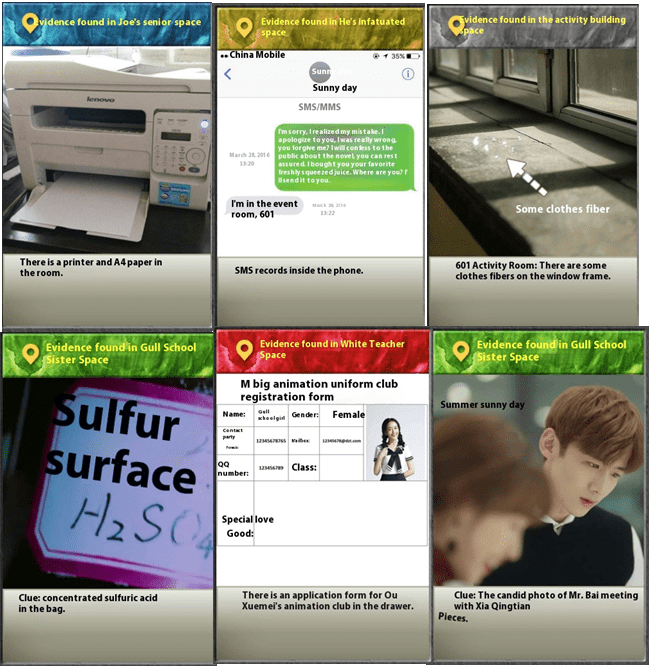 Evidence found in Joe's senior space
lenovo
There is a printer and A4 paper in
the room.
Evidence found in He's infatuated
space
China Mobile
35%
Sunny day
SMS/MMS
March 28, 2016
13:20
I'm sorry, I realized my mistake. I
apologize to you, I was really wrong,
you forgive me? I will confess to the
public about the novel, you can rest
assured. I bought you your favorite
freshly squeezed juice. Where are you? I'
ll send it to you.
I'm in the event
room, 601
March 28, 2016
13:22
SMS records inside the phone.
Evidence found in the activity building
space
Some clothes fiber
601 Activity Room: There are some
clothes fibers on the window frame.
Evidence found in Gull School
Sister Space
Sulfur
surface
H₂SO₄
Clue: concentrated sulfuric acid
in the bag.
Evidence found in White Teacher
Space
M big animation uniform club
registration form
Name:
Gull
school girl
Gender:
Female
Contact
party
12345678765
Mailbox:
QQ
number:
123456789
Class:
Special love
Good:
There is an application form for Ou
Xuemei's animation club in the drawer.
Evidence found in Gull School
Sister Space
Summer sunny day
Clue: The candid photo of Mr. Bai meeting
with Xia Qingtian
Pieces.